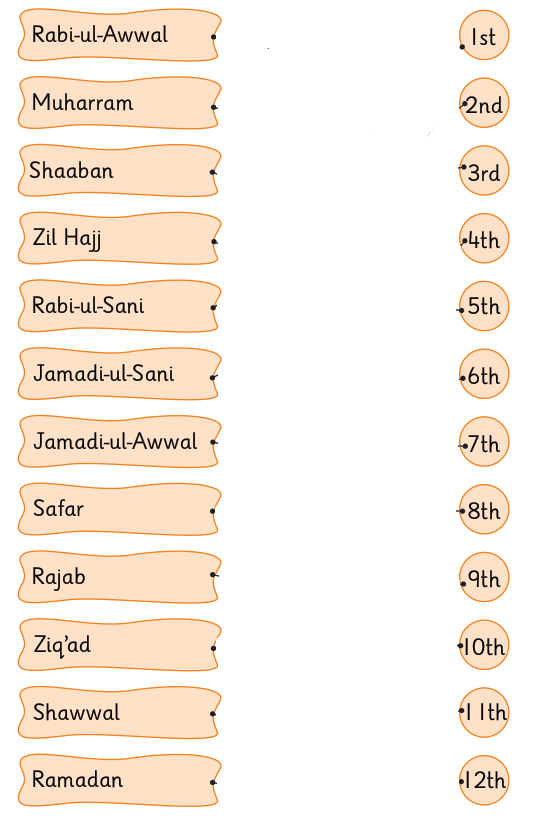 Rabi-ul-Awwal 1st
Muharram 2nd
Shaaban 3rd
Zil Hajj 4th
Rabi-ul-Sani 5th
Jamadi-ul-Sani 6th
Jamadi-ul-Awwal 7th
Safar 8th
Rajab 9th
Ziq’ad 10th
Shawwal 11th
Ramadan 12th